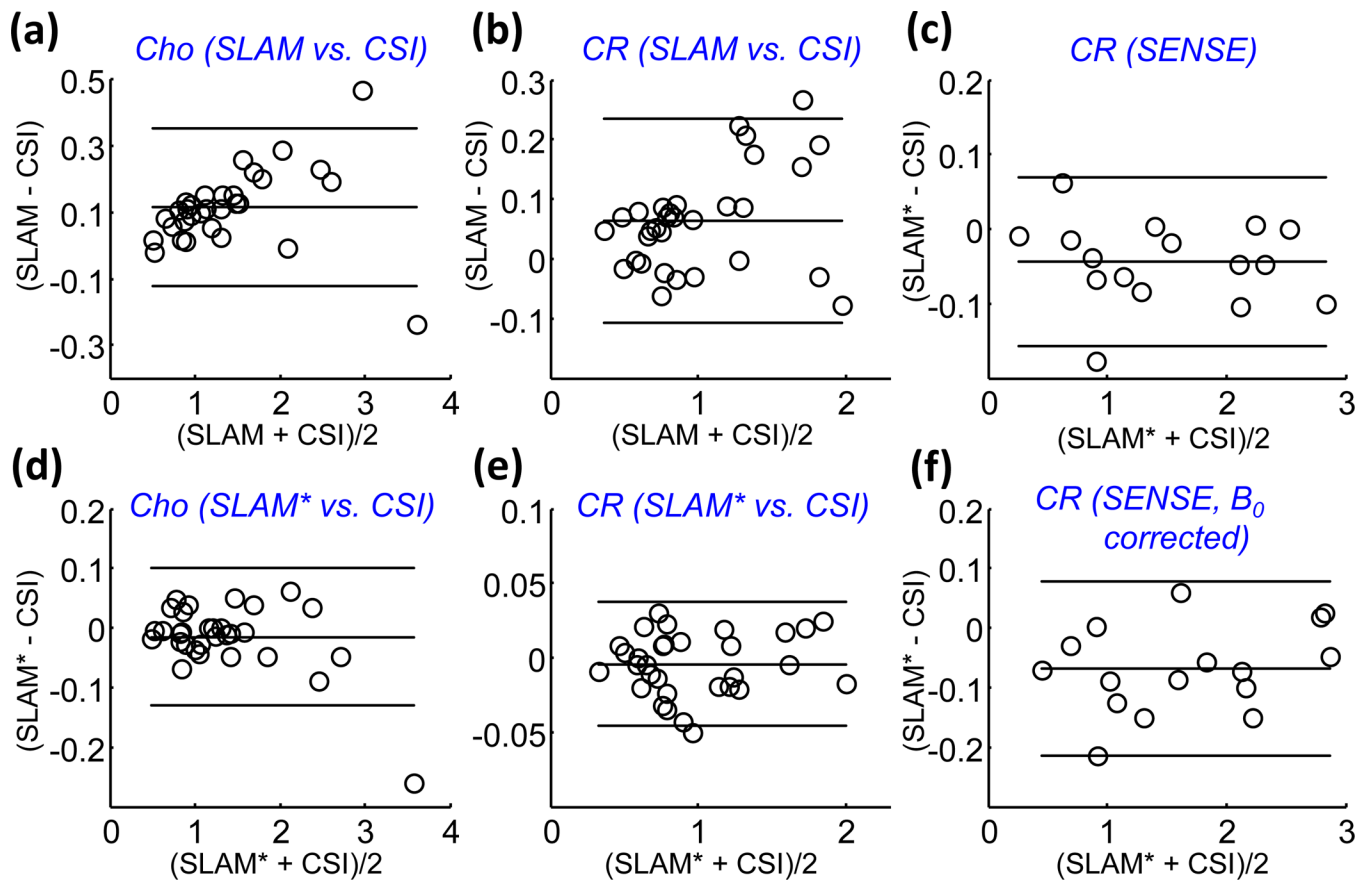 (a)
Cho (SLAM vs. CSI)
0.5
0.3
0.1
-0.1
-0.3
(SLAM - CSI)
0
1
2
3
4
(SLAM + CSI)/2
(b)
CR (SLAM vs. CSI)
0.3
0.2
0.1
0
-0.1
(SLAM - CSI)
1
2
(SLAM + CSI)/2
(c)
CR (SENSE)
0.2
0.1
0
-0.1
(SLAM* - CSI)
0
1
2
3
(SLAM* + CSI)/2
(d)
Cho (SLAM* vs. CSI)
0.2
0.1
0
-0.1
-0.2
(SLAM* - CSI)
0
1
2
3
4
(SLAM* + CSI)/2
(e)
CR (SLAM* vs. CSI)
0.1
0.05
0
-0.05
(SLAM* - CSI)
0
1
2
(SLAM* + CSI)/2
(f)
CR (SENSE, B0
corrected)
0.2
0.1
0
-0.1
-0.2
(SLAM* - CSI)
0
1
2
3
(SLAM* + CSI)/2